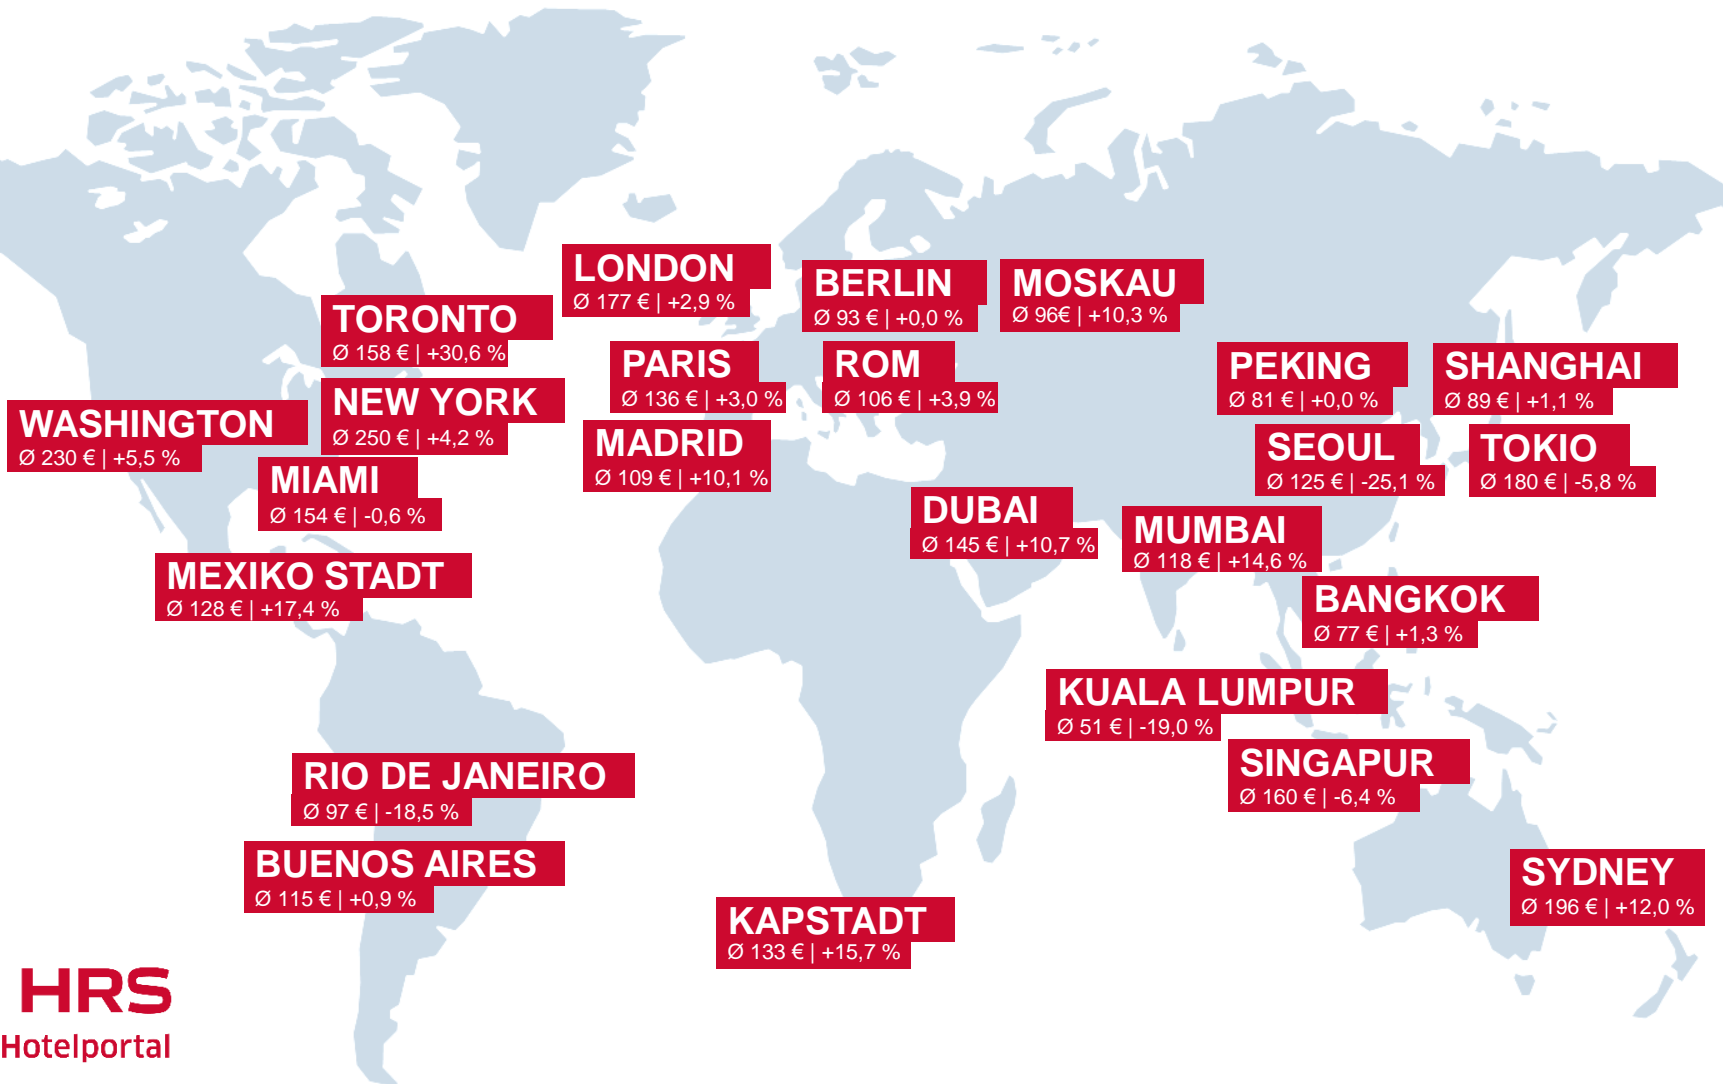 LONDON
Ø 177 € | +2,9 %
BERLIN
Ø 93 € | +0,0 %
MOSKAU
Ø 96€ | +10,3 %
TORONTO
Ø 158 € | +30,6 %
PARIS
Ø 136 € | +3,0 %
ROM
Ø 106 € | +3,9 %
PEKING
Ø 81 € | +0,0 %
SHANGHAI
Ø 89 € | +1,1 %
NEW YORK
Ø 250 € | +4,2 %
WASHINGTON
Ø 230 € | +5,5 %
MADRID
Ø 109 € | +10,1 %
SEOUL
Ø 125 € | -25,1 %
TOKIO
Ø 180 € | -5,8 %
MIAMI
Ø 154 € | -0,6 %
DUBAI
Ø 145 € | +10,7 %
MUMBAI
Ø 118 € | +14,6 %
MEXIKO STADT
Ø 128 € | +17,4 %
BANGKOK
Ø 77 € | +1,3 %
KUALA LUMPUR
Ø 51 € | -19,0 %
SINGAPUR
Ø 160 € | -6,4 %
RIO DE JANEIRO
Ø 97 € | -18,5 %
BUENOS AIRES
Ø 115 € | +0,9 %
SYDNEY
Ø 196 € | +12,0 %
KAPSTADT
Ø 133 € | +15,7 %
HRS
Hotelportal